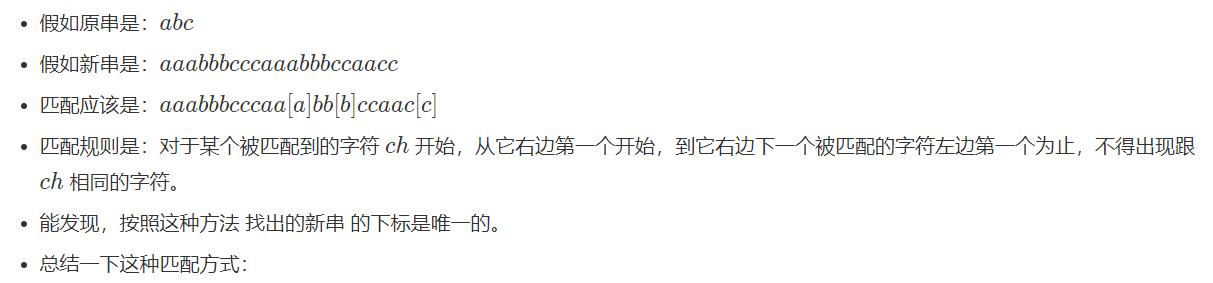 • 假如原串是：abc
• 假如新串是：aaabbbcccaaabbbccaacc
• 匹配应该是：aaabbbcccaa[a]bb[b]ccaac[c]
• 匹配规则是：对于某个被匹配到的字符 ch 开始，从它右边第一个开始，到它右边下一个被匹配的字符左边第一个为止，不得出现跟
ch 相同的字符。
• 能发现，按照这种方法 找出的新串 的下标是唯一的。
• 总结一下这种匹配方式：